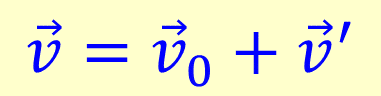 v⃗ = v⃗₀ + v⃗′